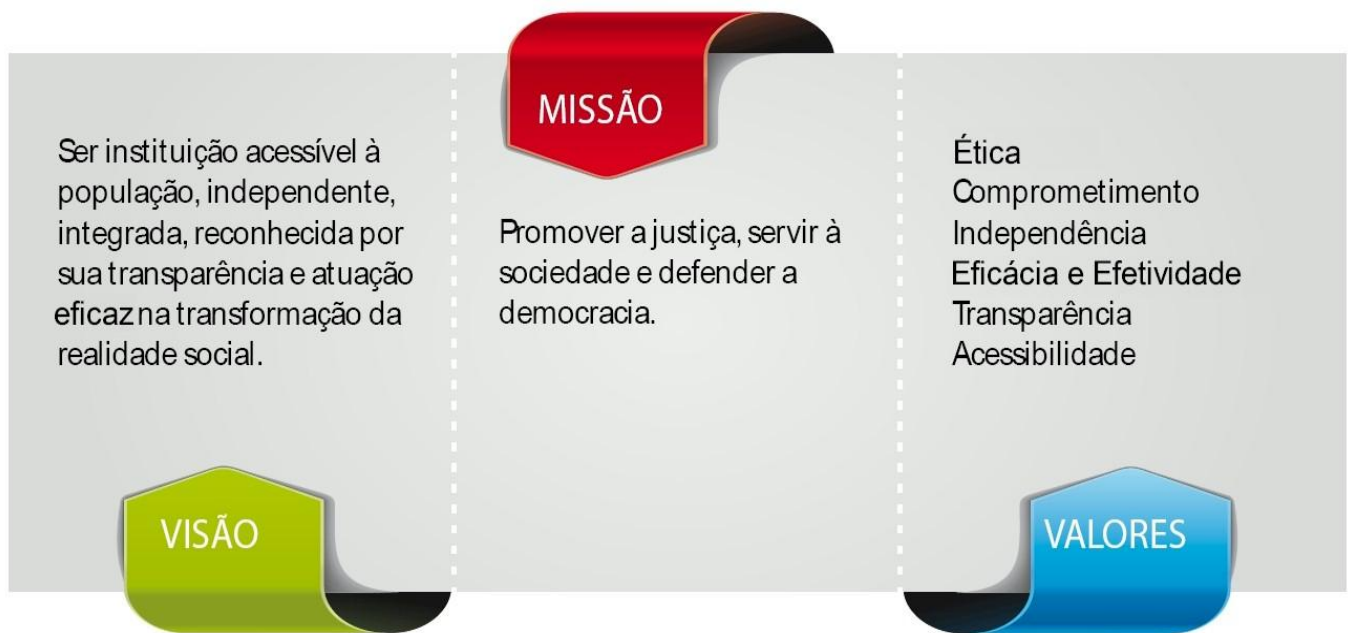 Ser instituição acessível à
população, independente,
integrada, reconhecida por
sua transparência e atuação
eficaz na transformação da
realidade social.
VISÃO
MISSÃO
Promover a justiça, servir à
sociedade e defender a
democracia.
Ética
Comprometimento
Independência
Eficácia e Efetividade
Transparência
Acessibilidade
VALORES